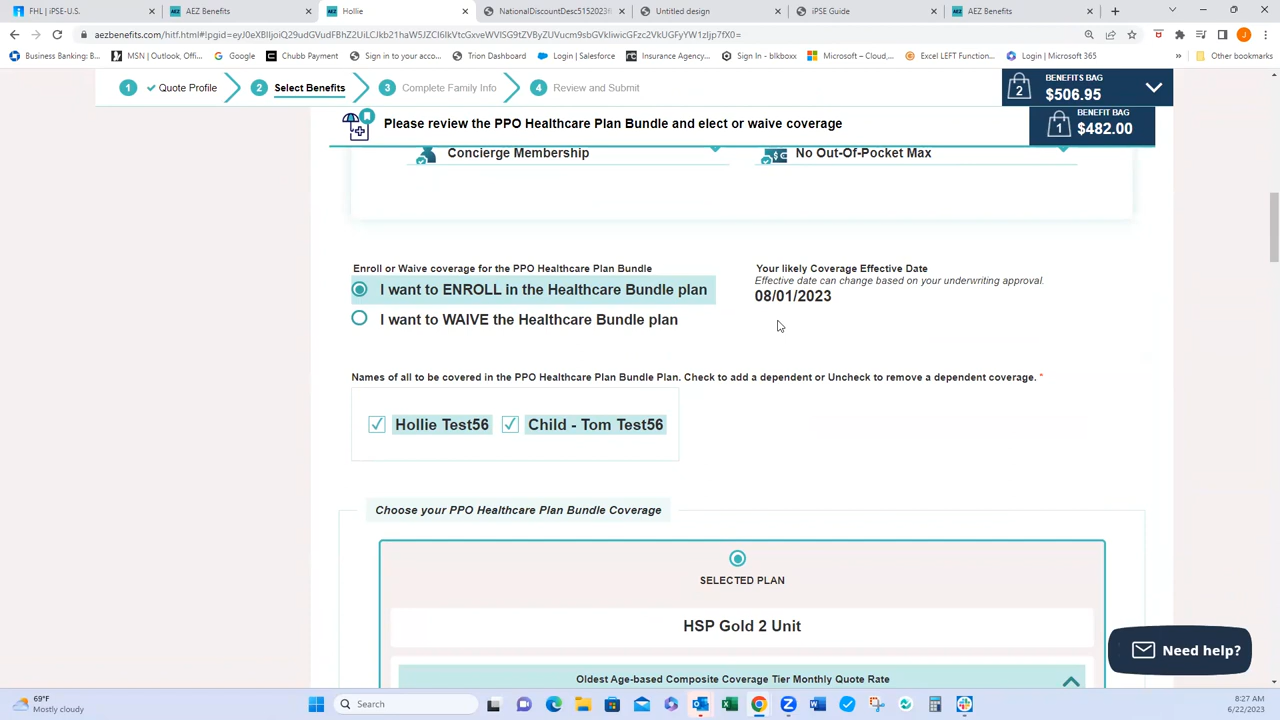 FHL | iPSE-U.S.
AEZ Benefits
Hollie
NationalDiscountDesc5152023
Untitled design
iPSE Guide
AEZ Benefits
Business Banking:
MSN | Outlook, Offi...
Google
Chubb Payment
Sign in to your acco...
Trion Dashboard
Login | Salesforce
Insurance Agency...
Sign In - blkboxx
Microsoft – Cloud,...
Excel LEFT Function...
Login | Microsoft 365
Other bookmarks
1 Quote Profile
2 Select Benefits
3 Complete Family Info
4 Review and Submit
BENEFITS BAG
2 $506.95
Please review the PPO Healthcare Plan Bundle and elect or waive coverage
BENEFIT BAG
1 $482.00
Concierge Membership
No Out-Of-Pocket Max
Enroll or Waive coverage for the PPO Healthcare Plan Bundle
I want to ENROLL in the Healthcare Bundle plan
I want to WAIVE the Healthcare Bundle plan
Your likely Coverage Effective Date
Effective date can change based on your underwriting approval.
08/01/2023
Names of all to be covered in the PPO Healthcare Plan Bundle Plan. Check to add a dependent or Uncheck to remove a dependent coverage. *
Hollie Test56
Child - Tom Test56
Choose your PPO Healthcare Plan Bundle Coverage
SELECTED PLAN
HSP Gold 2 Unit
Oldest Age-based Composite Coverage Tier Monthly Quote Rate
Need help?
69°F
Mostly cloudy
Search
8:27 AM
6/22/2023